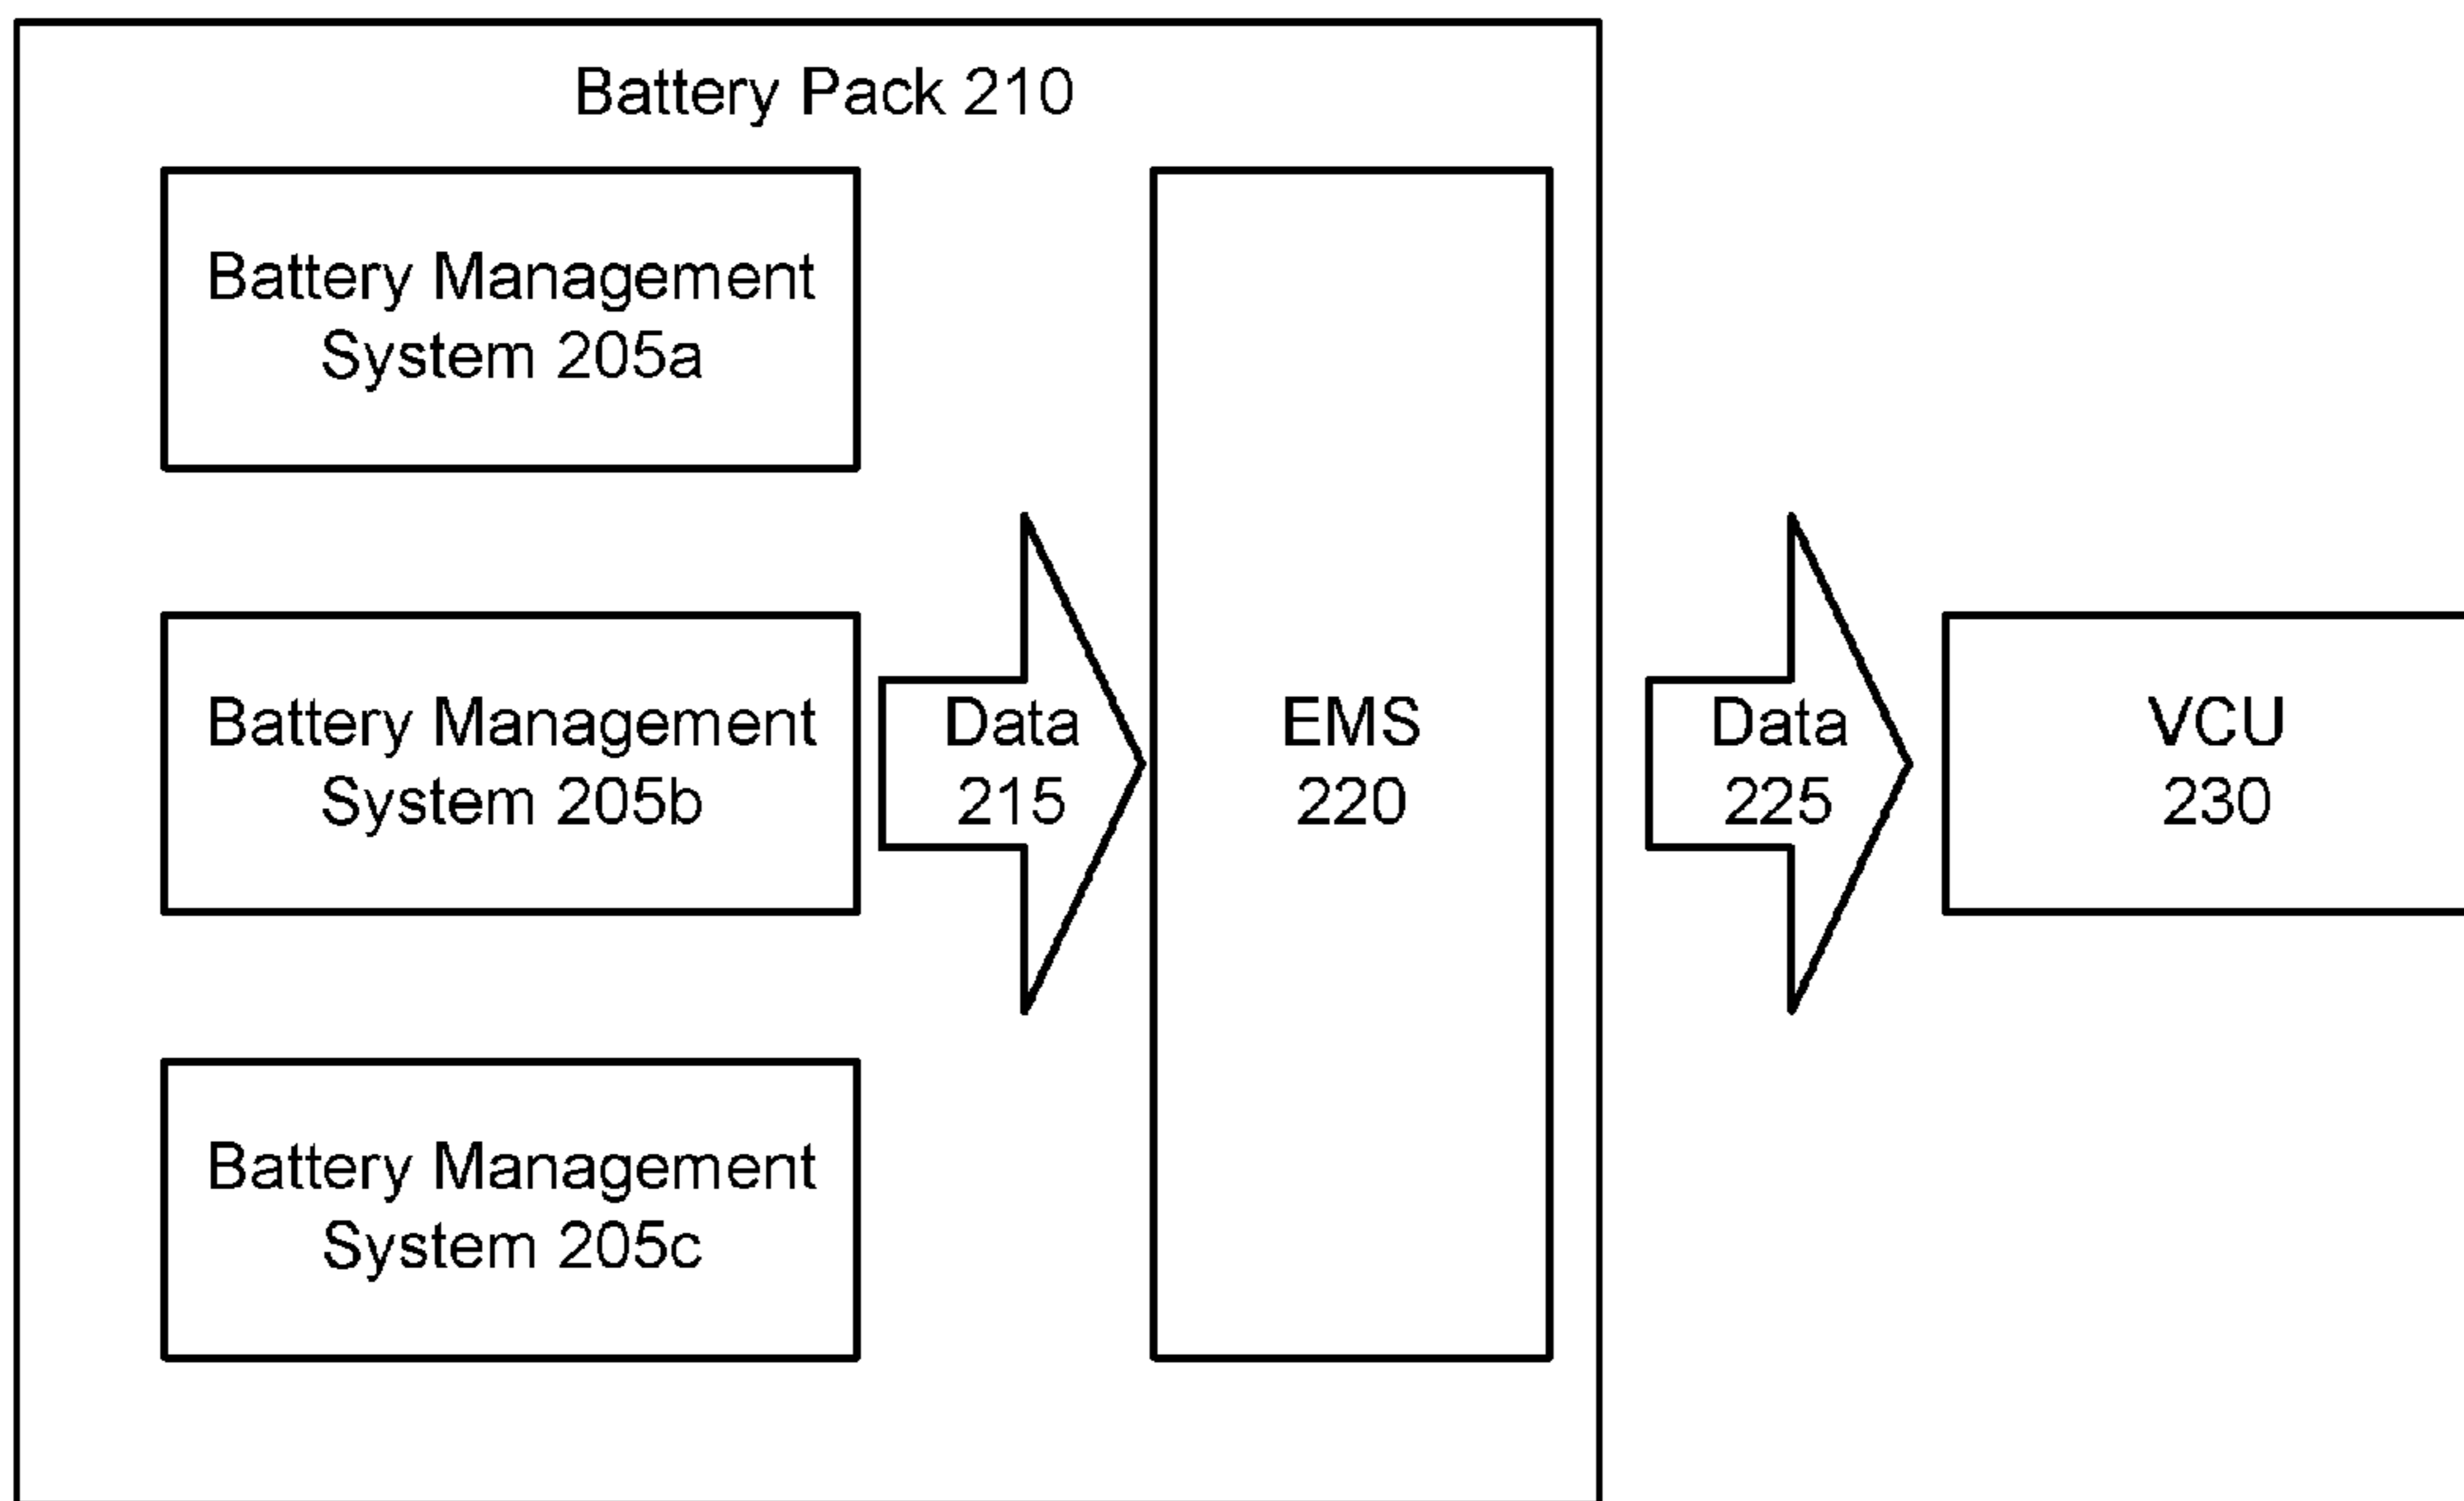 Battery Pack 210
Battery Management
System 205a
Battery Management
System 205b
Data
215
EMS
220
Data
225
VCU
230
Battery Management
System 205c